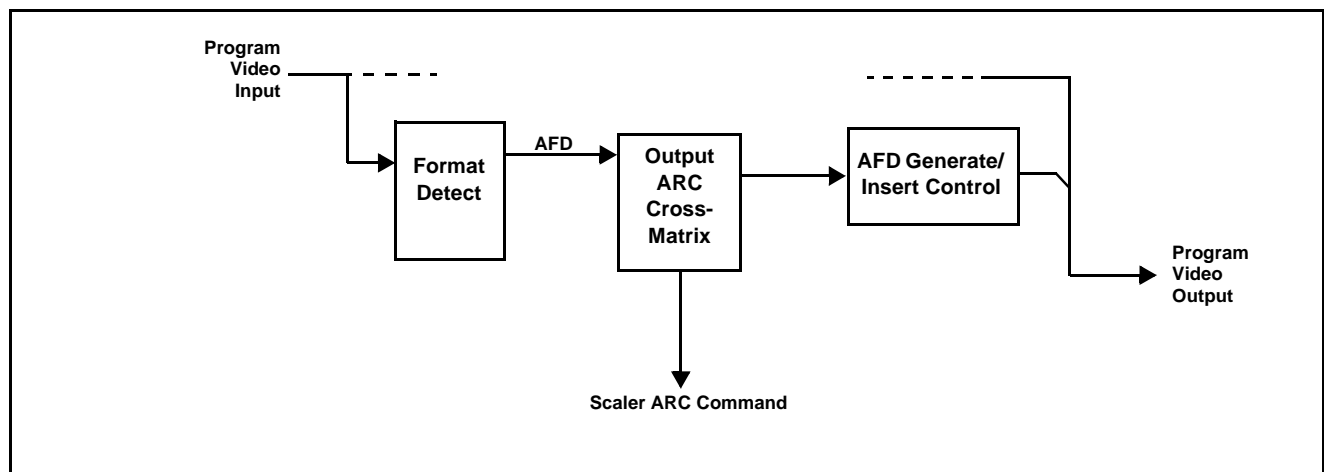 Program
Video
Input
AFD
Format
Detect
Output
ARC
Cross-
Matrix
AFD Generate/
Insert Control
Program
Video
Output
Scaler ARC Command